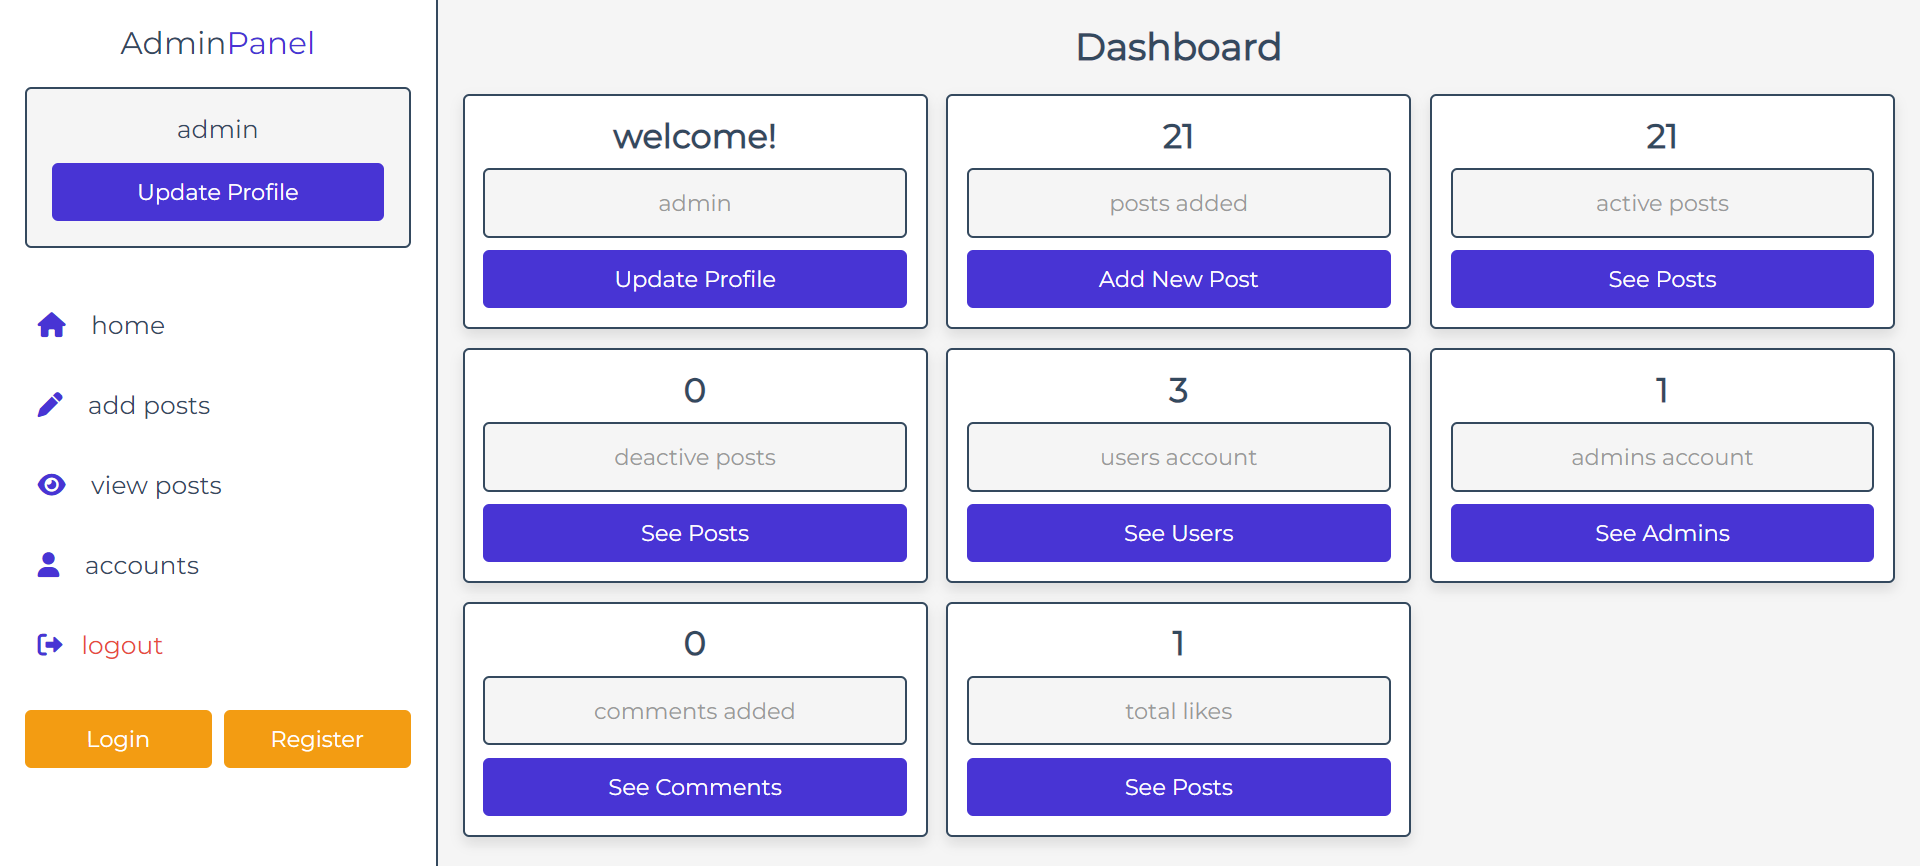 AdminPanel
admin
Update Profile
home
add posts
view posts
accounts
logout
Login
Register
Dashboard
welcome!
admin
Update Profile
21
posts added
Add New Post
21
active posts
See Posts
0
deactive posts
See Posts
3
users account
See Users
1
admins account
See Admins
0
comments added
See Comments
1
total likes
See Posts